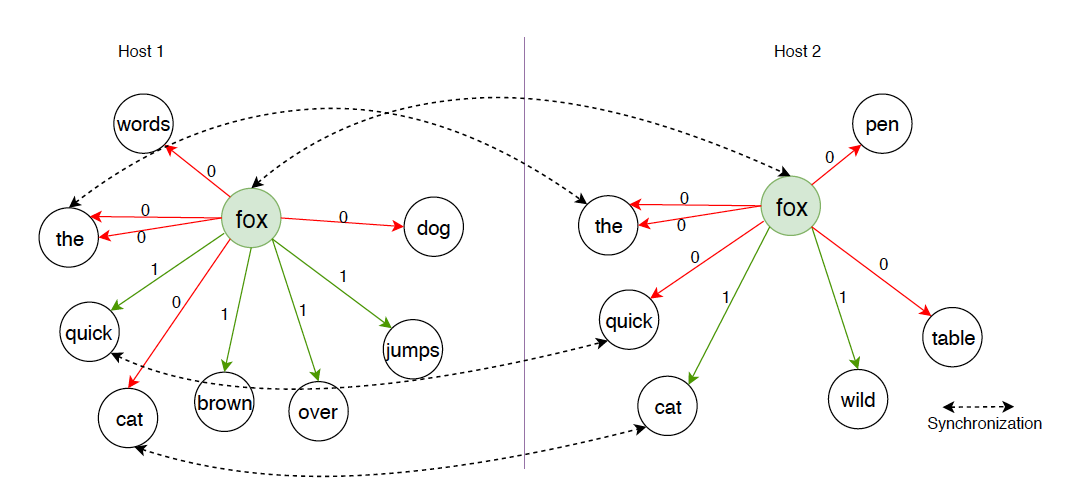 Host 1
Host 2
words
pen
0
0
fox
fox
the
0
0
0
dog
the
0
0
1
0
1
1
1
quick
cat
brown
over
jumps
0
1
1
0
quick
cat
wild
table
Synchronization